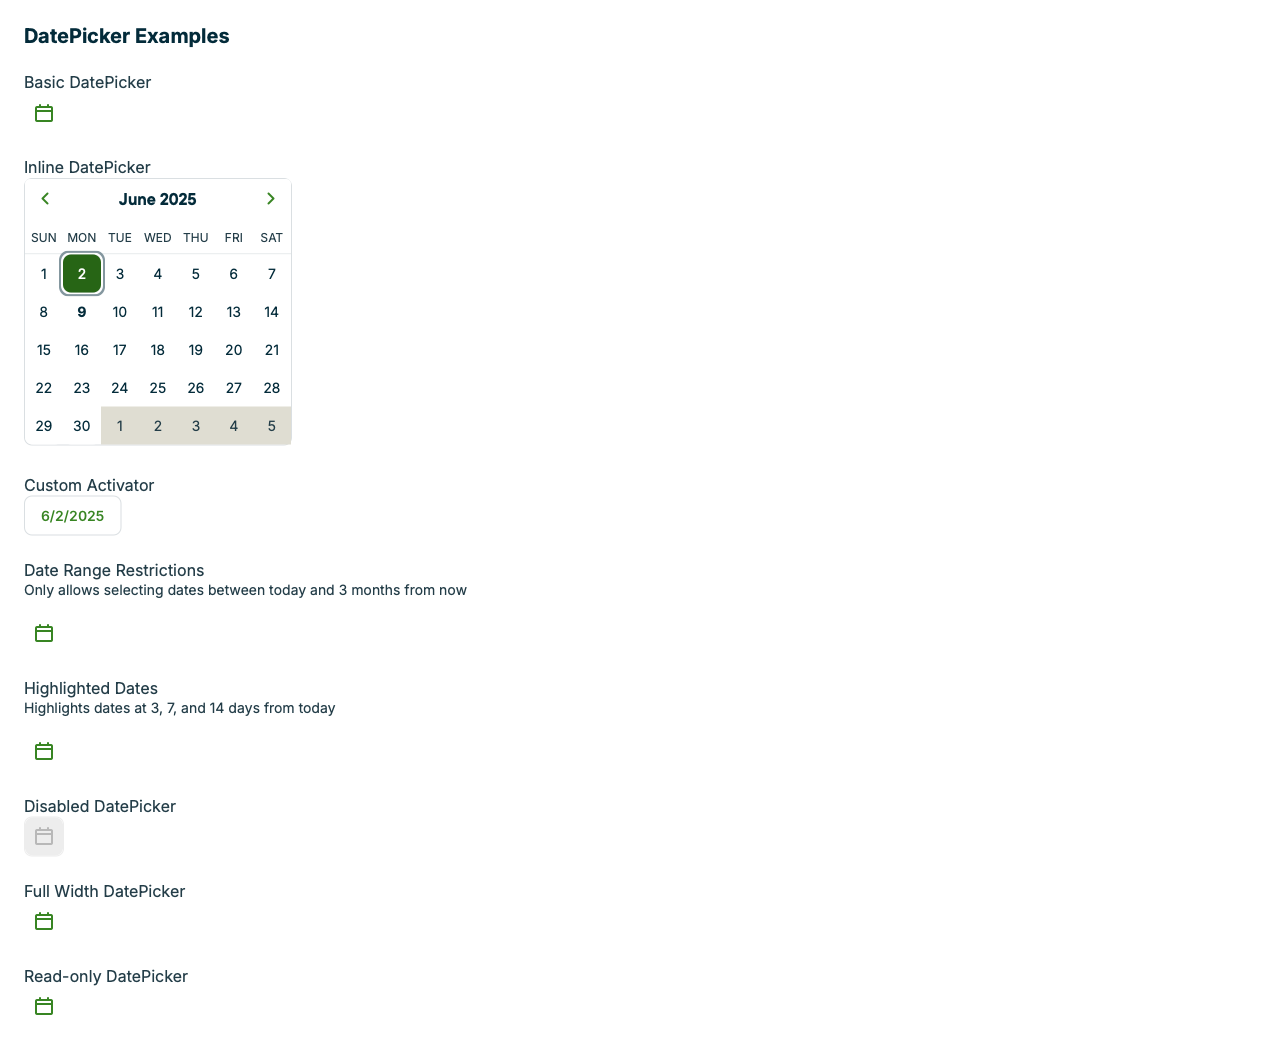 DatePicker Examples
Basic DatePicker
Inline DatePicker
June 2025
SUN MON TUE WED THU FRI SAT
1 2 3 4 5 6 7
8 9 10 11 12 13 14
15 16 17 18 19 20 21
22 23 24 25 26 27 28
29 30 1 2 3 4 5
Custom Activator
6/2/2025
Date Range Restrictions
Only allows selecting dates between today and 3 months from now
Highlighted Dates
Highlights dates at 3, 7, and 14 days from today
Disabled DatePicker
Full Width DatePicker
Read-only DatePicker